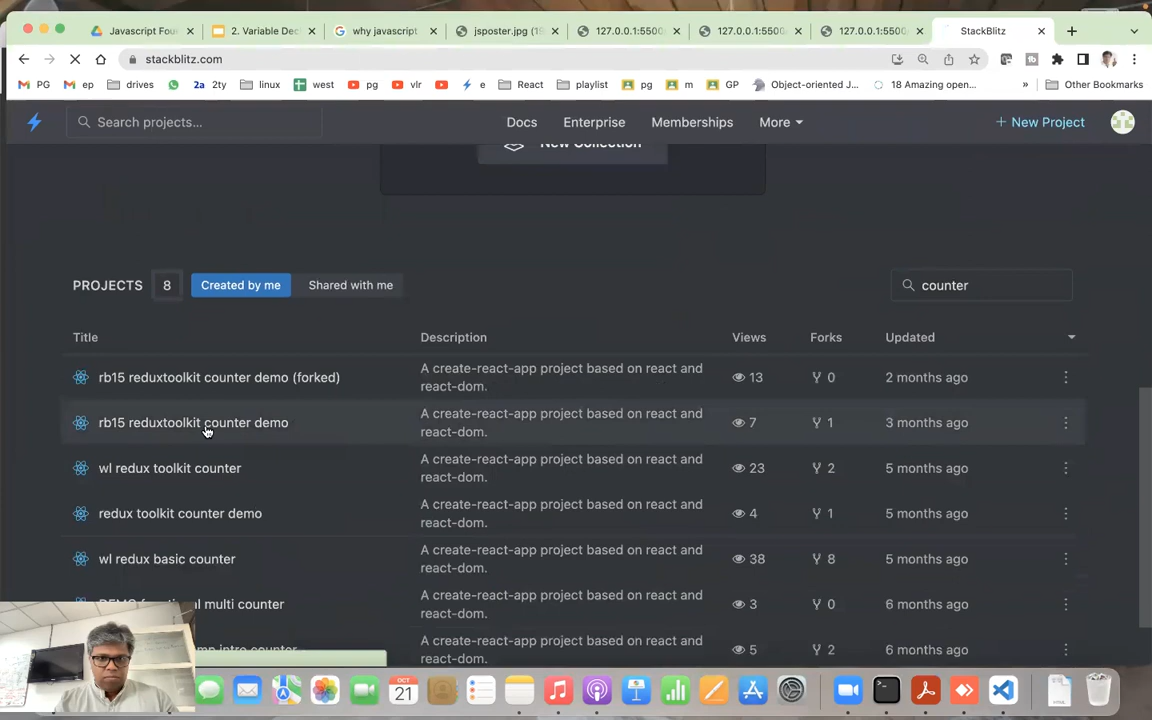 Javascript Fou
2. Variable Dec
why javascript
jsposter.jpg (15
127.0.0.1:5500
127.0.0.1:5500
127.0.0.1:5500
StackBlitz
stackblitz.com
PG
ep
drives
2a 2ty
linux
west
pg
vlr
e
React
playlist
pg
m
GP
Object-oriented J...
18 Amazing open...
»
Other Bookmarks
Search projects...
Docs
Enterprise
Memberships
More
+ New Project
New Collection
PROJECTS 8
Created by me
Shared with me
counter
Title
Description
Views
Forks
Updated
rb15 reduxtoolkit counter demo (forked)
A create-react-app project based on react and
react-dom.
13
0
2 months ago
rb15 reduxtoolkit counter demo
A create-react-app project based on react and
react-dom.
7
1
3 months ago
wl redux toolkit counter
A create-react-app project based on react and
react-dom.
23
2
5 months ago
redux toolkit counter demo
A create-react-app project based on react and
react-dom.
4
1
5 months ago
wl redux basic counter
A create-react-app project based on react and
react-dom.
38
8
5 months ago
multi counter
A create-react-app project based on react and
react-dom.
3
0
6 months ago
intro counter
A create-react-app project based on react and
react-dom.
5
2
6 months ago
OCT
21